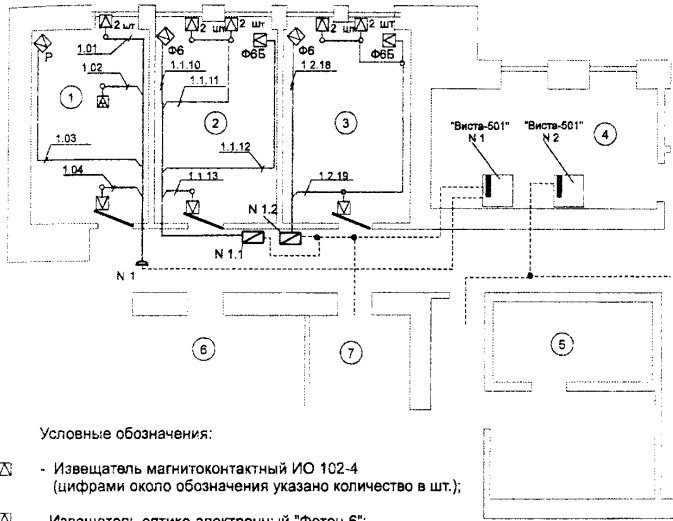 2 шт
2 шт
2 шт
2 шт
Р
1.01
Ф6
Ф6Б
Ф6
Ф6Б
1.02
1.1.10
1.1.11
1.2.18
1
2
3
4
"Виста-501"
N 1
"Виста-501"
N 2
1.03
1.1.12
1.04
1.1.13
1.2.19
N 1.2
N 1.1
N 1
6
7
5
Условные обозначения:
- Извещатель магнитоконтактный ИО 102-4
(цифрами около обозначения указано количество в шт.);